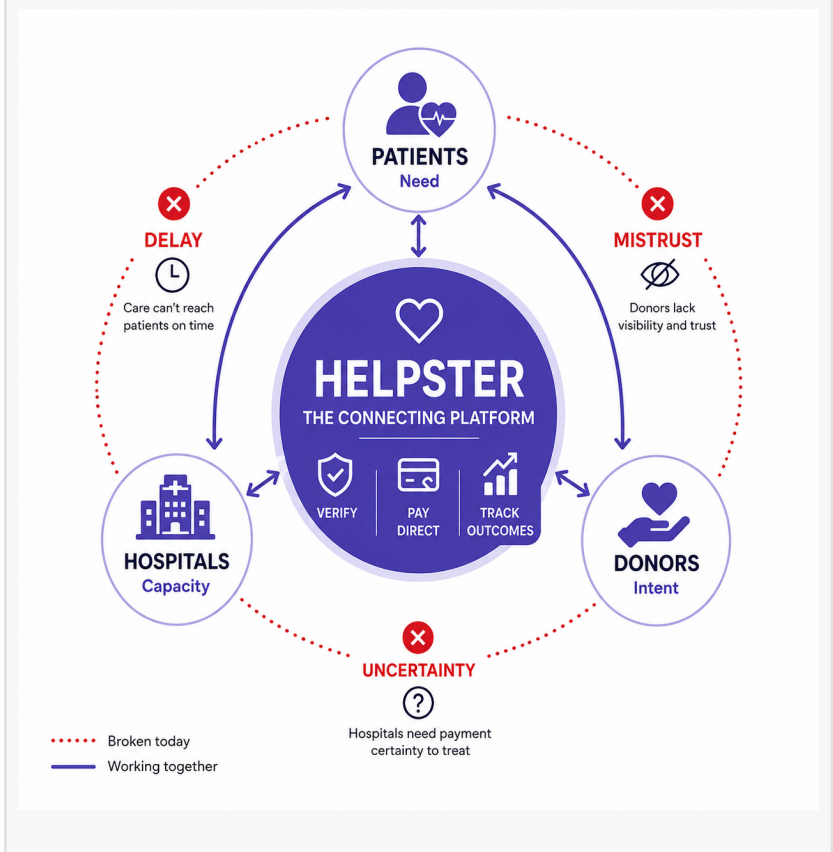 PATIENTS
Need
DELAY
Care can't reach
patients on time
MISTRUST
Donors lack
visibility and trust
HELPSTER
THE CONNECTING PLATFORM
VERIFY
PAY
DIRECT
TRACK
OUTCOMES
HOSPITALS
Capacity
DONORS
Intent
UNCERTAINTY
?
Hospitals need payment
certainty to treat
Broken today
Working together